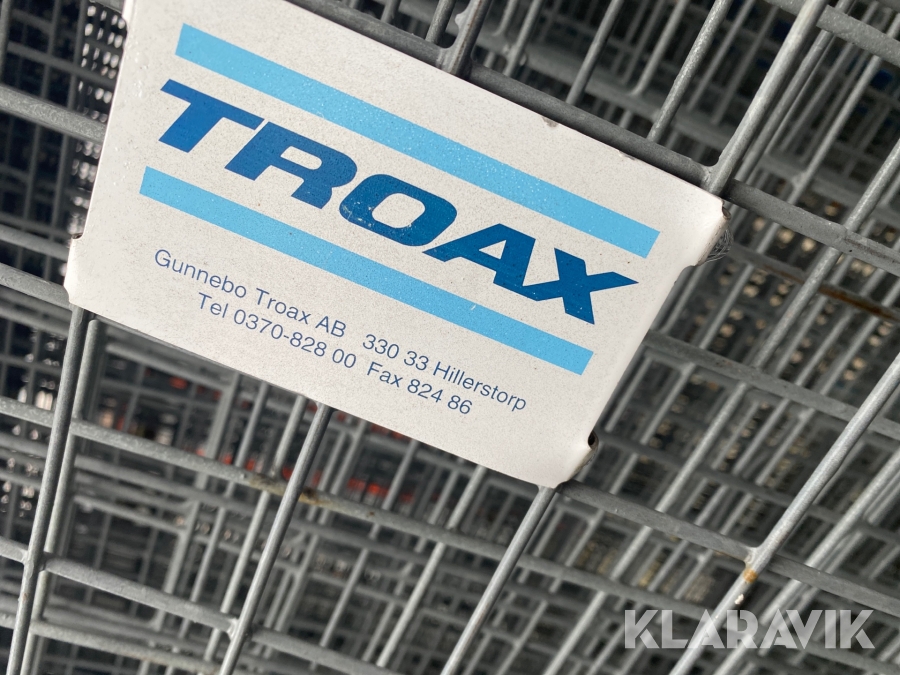 TROAX
Gunnebo Troax AB 330 33 Hillerstorp
Tel 0370-828 00 Fax 824 86
KLARAVIK